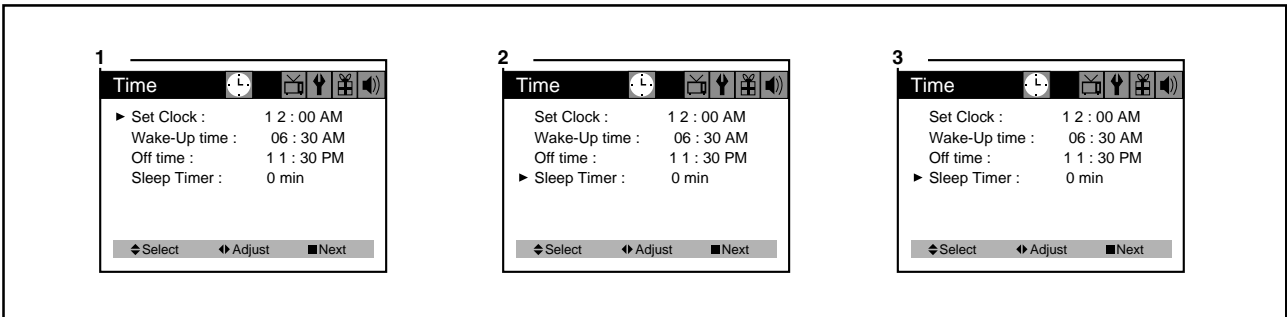 1
Time
► Set Clock : 1 2 : 00 AM
Wake-Up time : 06 : 30 AM
Off time : 1 1 : 30 PM
Sleep Timer : 0 min
Select Adjust Next
2
Time
Set Clock : 1 2 : 00 AM
Wake-Up time : 06 : 30 AM
Off time : 1 1 : 30 PM
► Sleep Timer : 0 min
Select Adjust Next
3
Time
Set Clock : 1 2 : 00 AM
Wake-Up time : 06 : 30 AM
Off time : 1 1 : 30 PM
► Sleep Timer : 0 min
Select Adjust Next